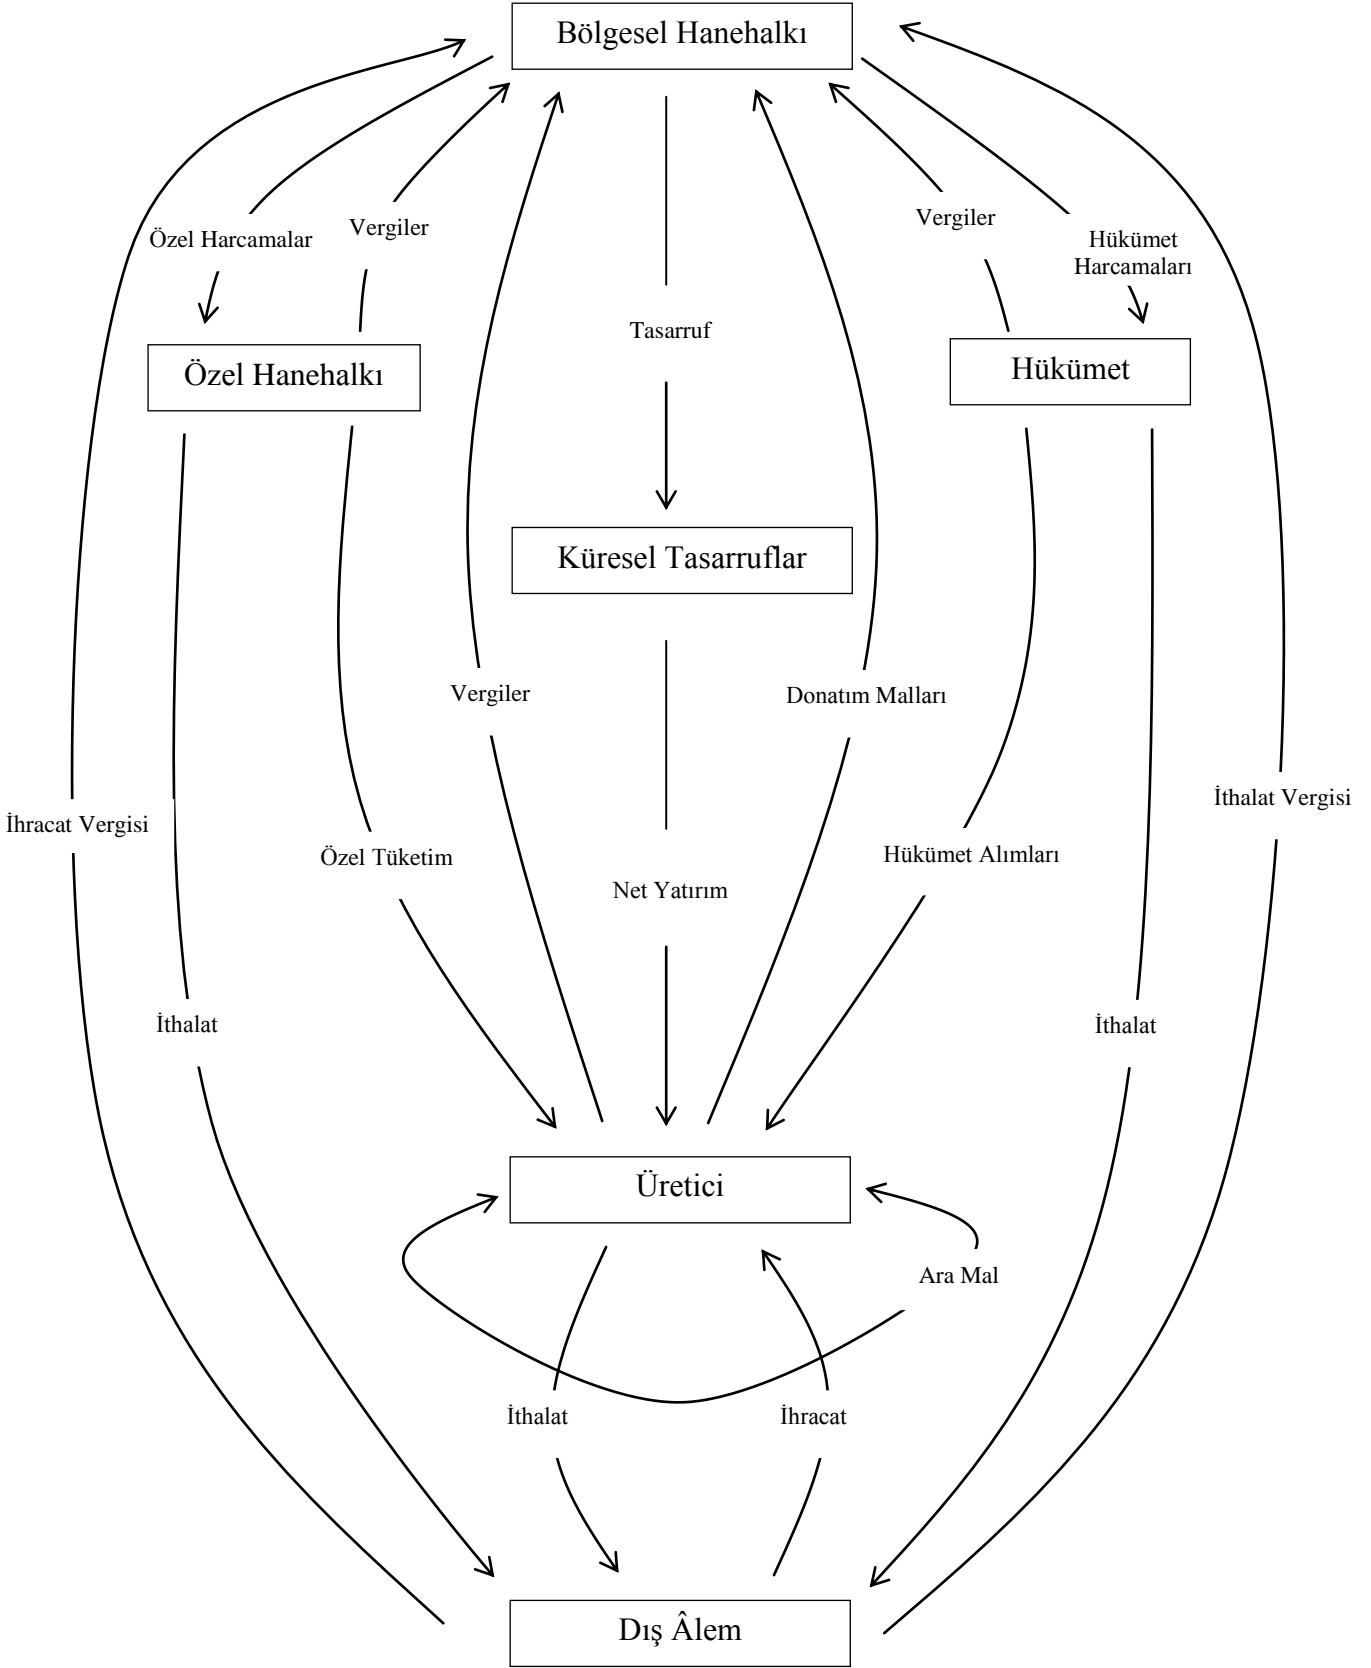 Bölgesel Hanehalkı
Özel Harcamalar
Vergiler
Vergiler
Hükümet
Harcamaları
Tasarruf
Özel Hanehalkı
Hükümet
Küresel Tasarruflar
Vergiler
Donatım Malları
İhracat Vergisi
İthalat Vergisi
Özel Tüketim
Net Yatırım
Hükümet Alımları
İthalat
İthalat
Üretici
Ara Mal
İthalat
İhracat
Dış Âlem